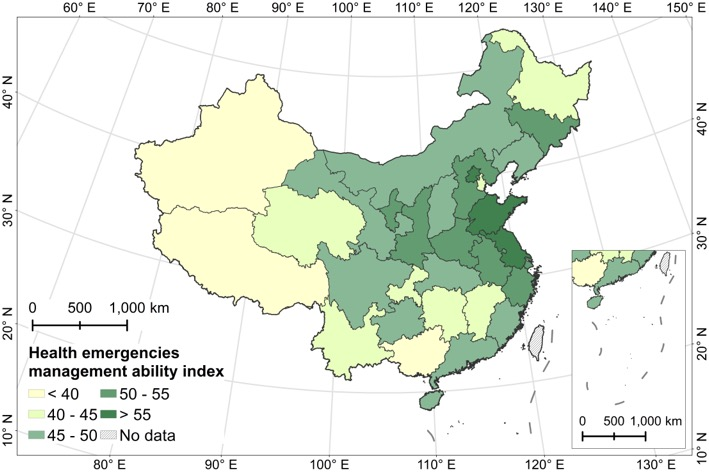 60° E 70° E 80° E 90° E 100° E 110° E 120° E 130° E 140° E 150° E
40° N
30° N
20° N
10° N
40° N
30° N
20° N
10° N
0 500 1,000 km
Health emergencies
management ability index
< 40 50 - 55
40 - 45 > 55
45 - 50 No data
0 500 1,000 km
80° E 90° E 100° E 110° E 120° E 130° E